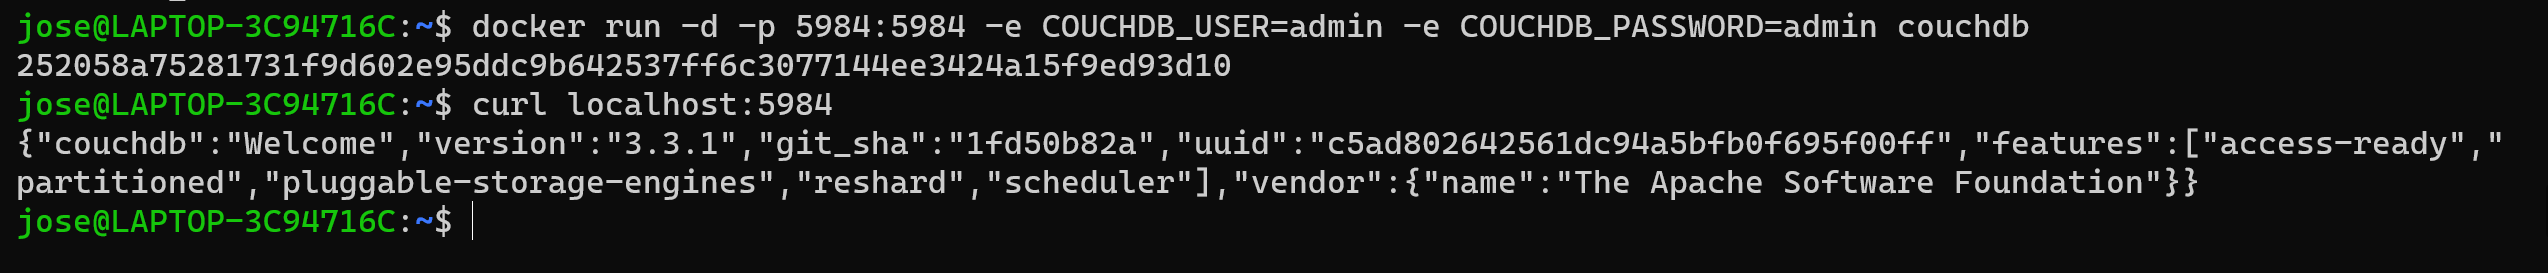 jose@LAPTOP-3C94716C:~$ docker run -d -p 5984:5984 -e COUCHDB_USER=admin -e COUCHDB_PASSWORD=admin couchdb
252058a75281731f9d602e95ddc9b642537ff6c3077144ee3424a15f9ed93d10
jose@LAPTOP-3C94716C:~$ curl localhost:5984
{"couchdb":"Welcome","version":"3.3.1","git_sha":"1fd50b82a","uuid":"c5ad802642561dc94a5bfb0f695f00ff","features":["access-ready","
partitioned","pluggable-storage-engines","reshard","scheduler"],"vendor":{"name":"The Apache Software Foundation"}}
jose@LAPTOP-3C94716C:~$